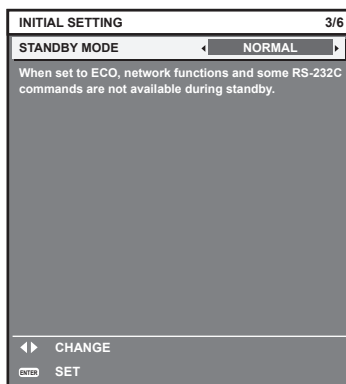 INITIAL SETTING 3/6
STANDBY MODE NORMAL
When set to ECO, network functions and some RS-232C
commands are not available during standby.
CHANGE
ENTER SET